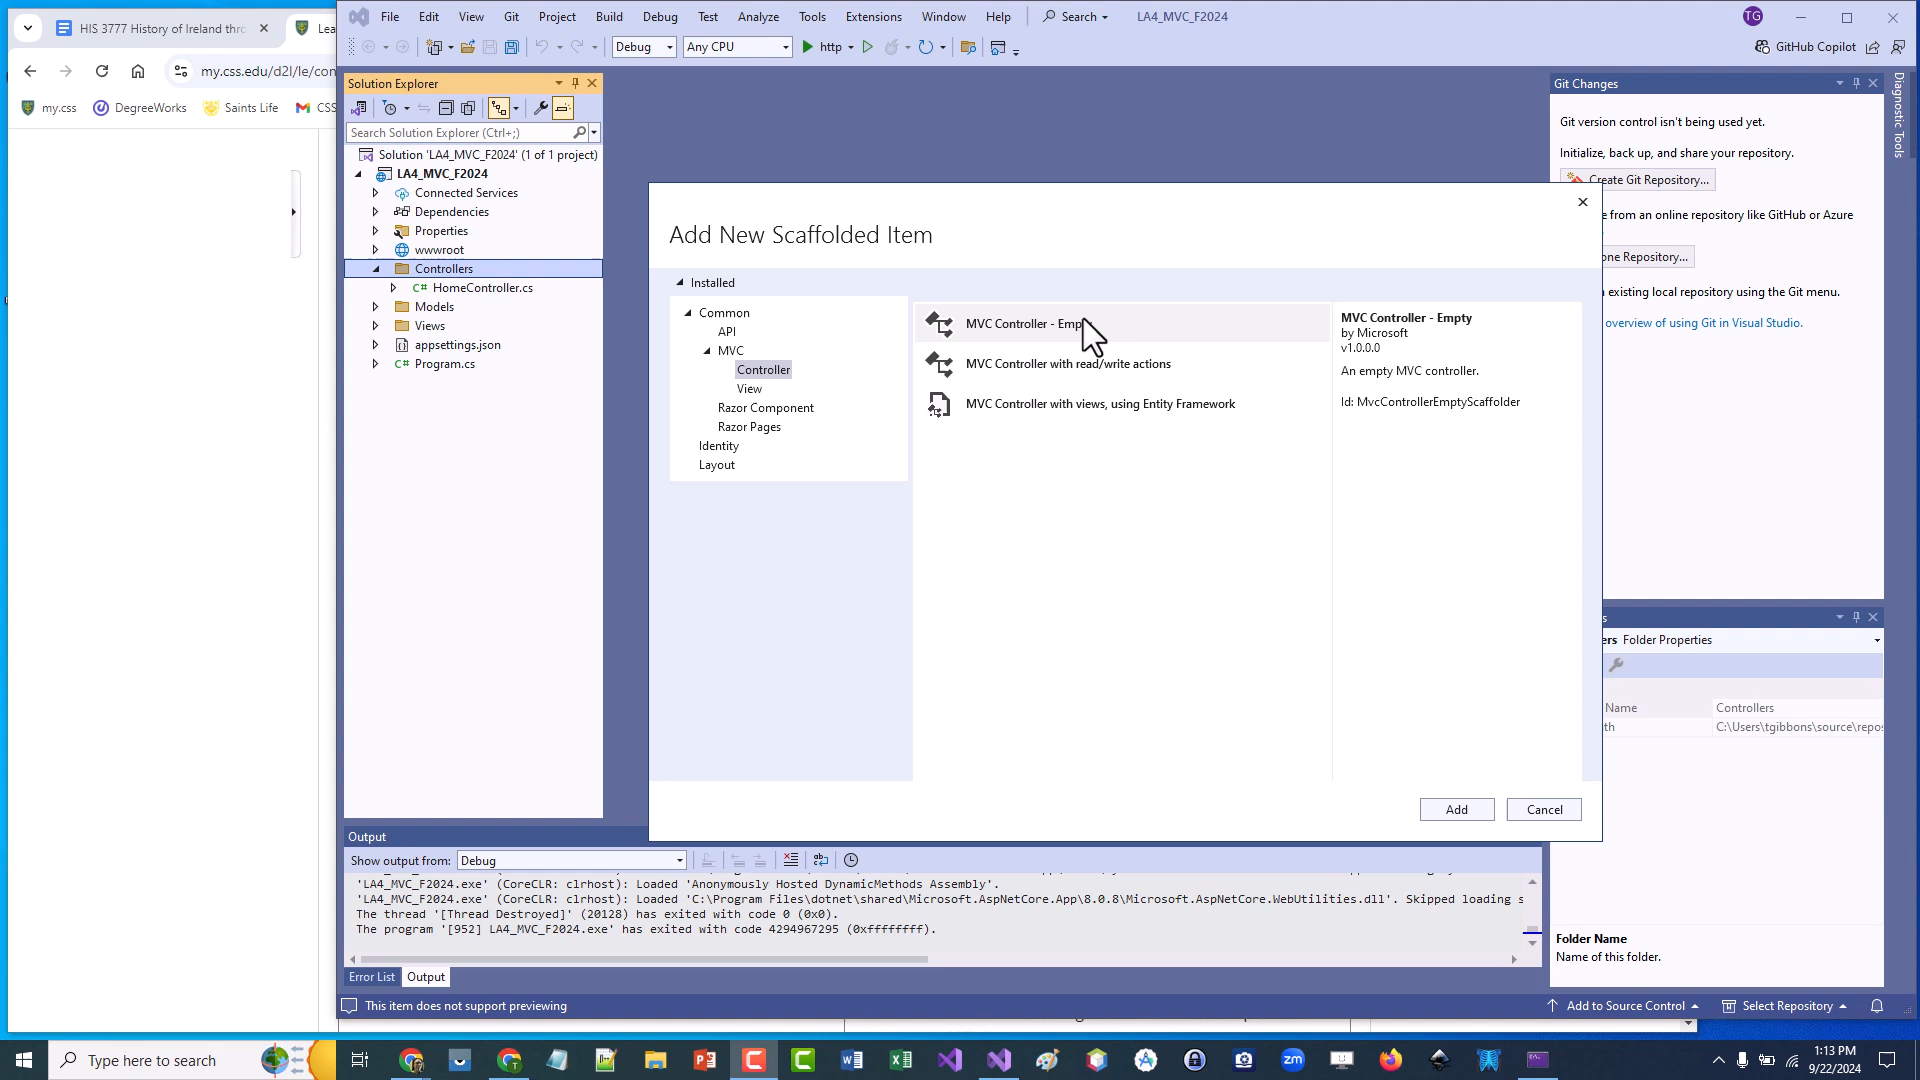 HIS 3777 History of Ireland thro
Lea
my.css.edu/d2l/le/con
my.css
DegreeWorks
Saints Life
CSS
File Edit View Git Project Build Debug Test Analyze Tools Extensions Window Help Search LA4_MVC_F2024
TG
Debug Any CPU http
GitHub Copilot
Solution Explorer
Search Solution Explorer (Ctrl+;)
Solution 'LA4_MVC_F2024' (1 of 1 project)
LA4_MVC_F2024
Connected Services
Dependencies
Properties
wwwroot
Controllers
C# HomeController.cs
Models
Views
appsettings.json
C# Program.cs
Add New Scaffolded Item
Installed
Common
API
MVC
Controller
View
Razor Component
Razor Pages
Identity
Layout
MVC Controller - Emp
MVC Controller with read/write actions
MVC Controller with views, using Entity Framework
MVC Controller - Empty
by Microsoft
v1.0.0.0
An empty MVC controller.
Id: MvcControllerEmptyScaffolder
Add
Cancel
Git Changes
Git version control isn't being used yet.
Initialize, back up, and share your repository.
Create Git Repository...
e from an online repository like GitHub or Azure
one Repository...
existing local repository using the Git menu.
overview of using Git in Visual Studio.
Diagnostic Tools
s
ers Folder Properties
Name Controllers
th C:\Users\tgibbons\source\repos
Folder Name
Name of this folder.
Output
Show output from: Debug
'LA4_MVC_F2024.exe' (CoreCLR: clrhost): Loaded 'Anonymously Hosted DynamicMethods Assembly'.
'LA4_MVC_F2024.exe' (CoreCLR: clrhost): Loaded 'C:\Program Files\dotnet\shared\Microsoft.AspNetCore.App\8.0.8\Microsoft.AspNetCore.WebUtilities.dll'. Skipped loading s
The thread '[Thread Destroyed]' (20128) has exited with code 0 (0x0).
The program '[952] LA4_MVC_F2024.exe' has exited with code 4294967295 (0xffffffff).
Error List Output
This item does not support previewing
Add to Source Control
Select Repository
Type here to search
zm
1:13 PM
9/22/2024